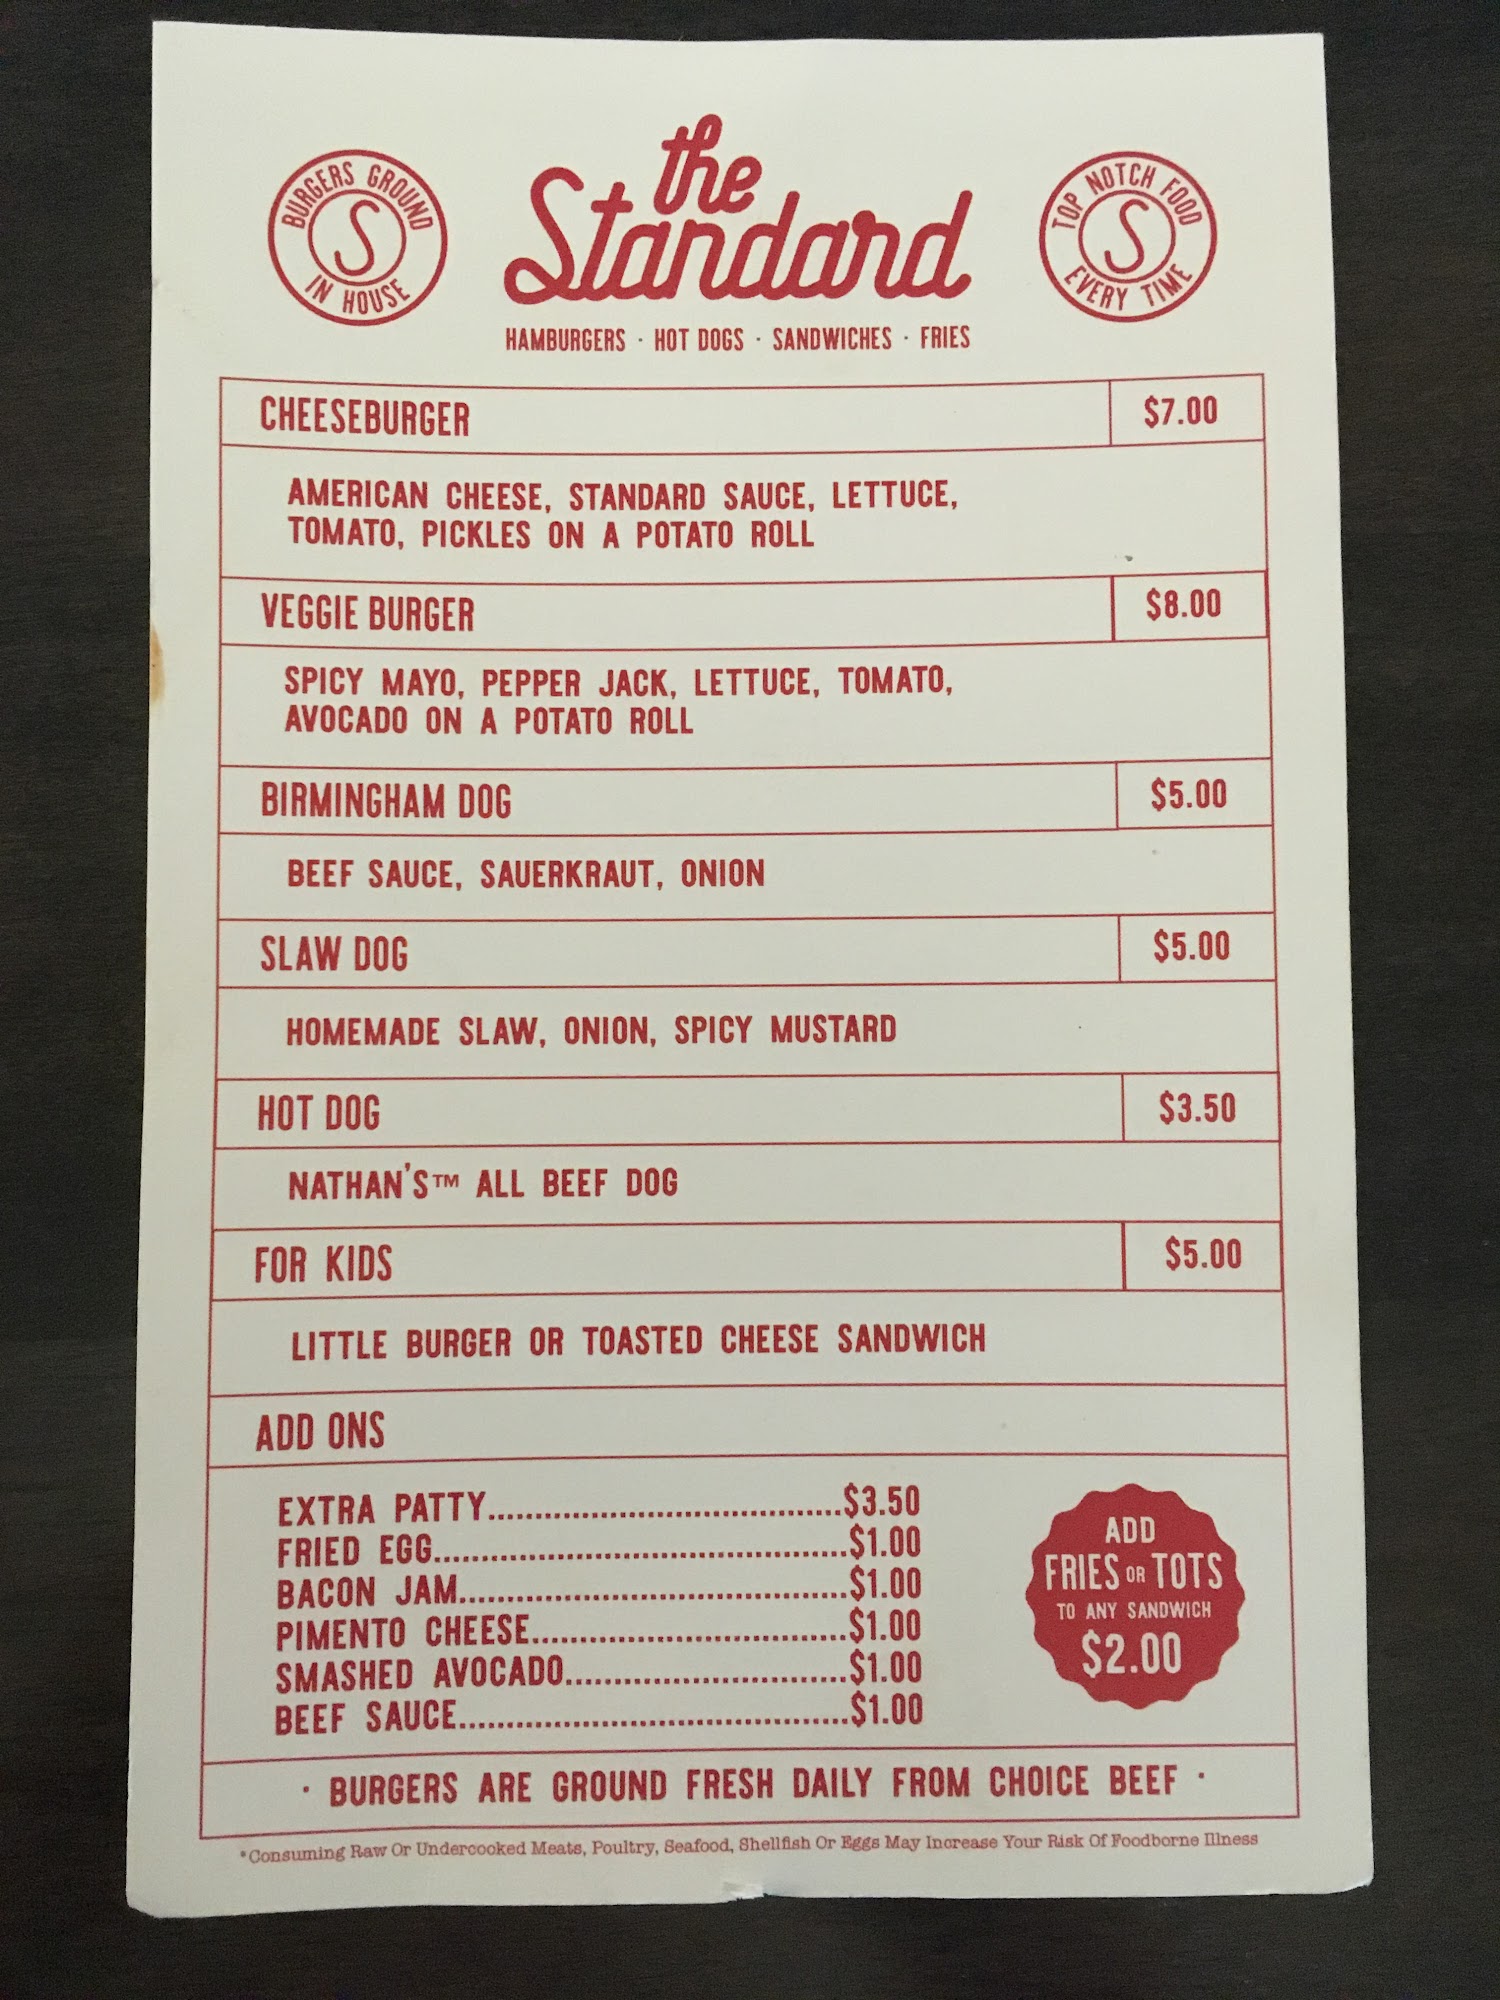 BURGERS GROUND
S
IN HOUSE
the
Standard
TOP NOTCH FOOD
S
EVERY TIME
HAMBURGERS · HOT DOGS · SANDWICHES · FRIES
CHEESEBURGER $7.00
AMERICAN CHEESE, STANDARD SAUCE, LETTUCE,
TOMATO, PICKLES ON A POTATO ROLL
VEGGIE BURGER $8.00
SPICY MAYO, PEPPER JACK, LETTUCE, TOMATO,
AVOCADO ON A POTATO ROLL
BIRMINGHAM DOG $5.00
BEEF SAUCE, SAUERKRAUT, ONION
SLAW DOG $5.00
HOMEMADE SLAW, ONION, SPICY MUSTARD
HOT DOG $3.50
NATHAN'S™ ALL BEEF DOG
FOR KIDS $5.00
LITTLE BURGER OR TOASTED CHEESE SANDWICH
ADD ONS
EXTRA PATTY......................................$3.50
FRIED EGG...........................................$1.00
BACON JAM.........................................$1.00
PIMENTO CHEESE.................................$1.00
SMASHED AVOCADO..............................$1.00
BEEF SAUCE.........................................$1.00
ADD
FRIES OR TOTS
TO ANY SANDWICH
$2.00
· BURGERS ARE GROUND FRESH DAILY FROM CHOICE BEEF ·
*Consuming Raw Or Undercooked Meats, Poultry, Seafood, Shellfish Or Eggs May Increase Your Risk Of Foodborne Illness